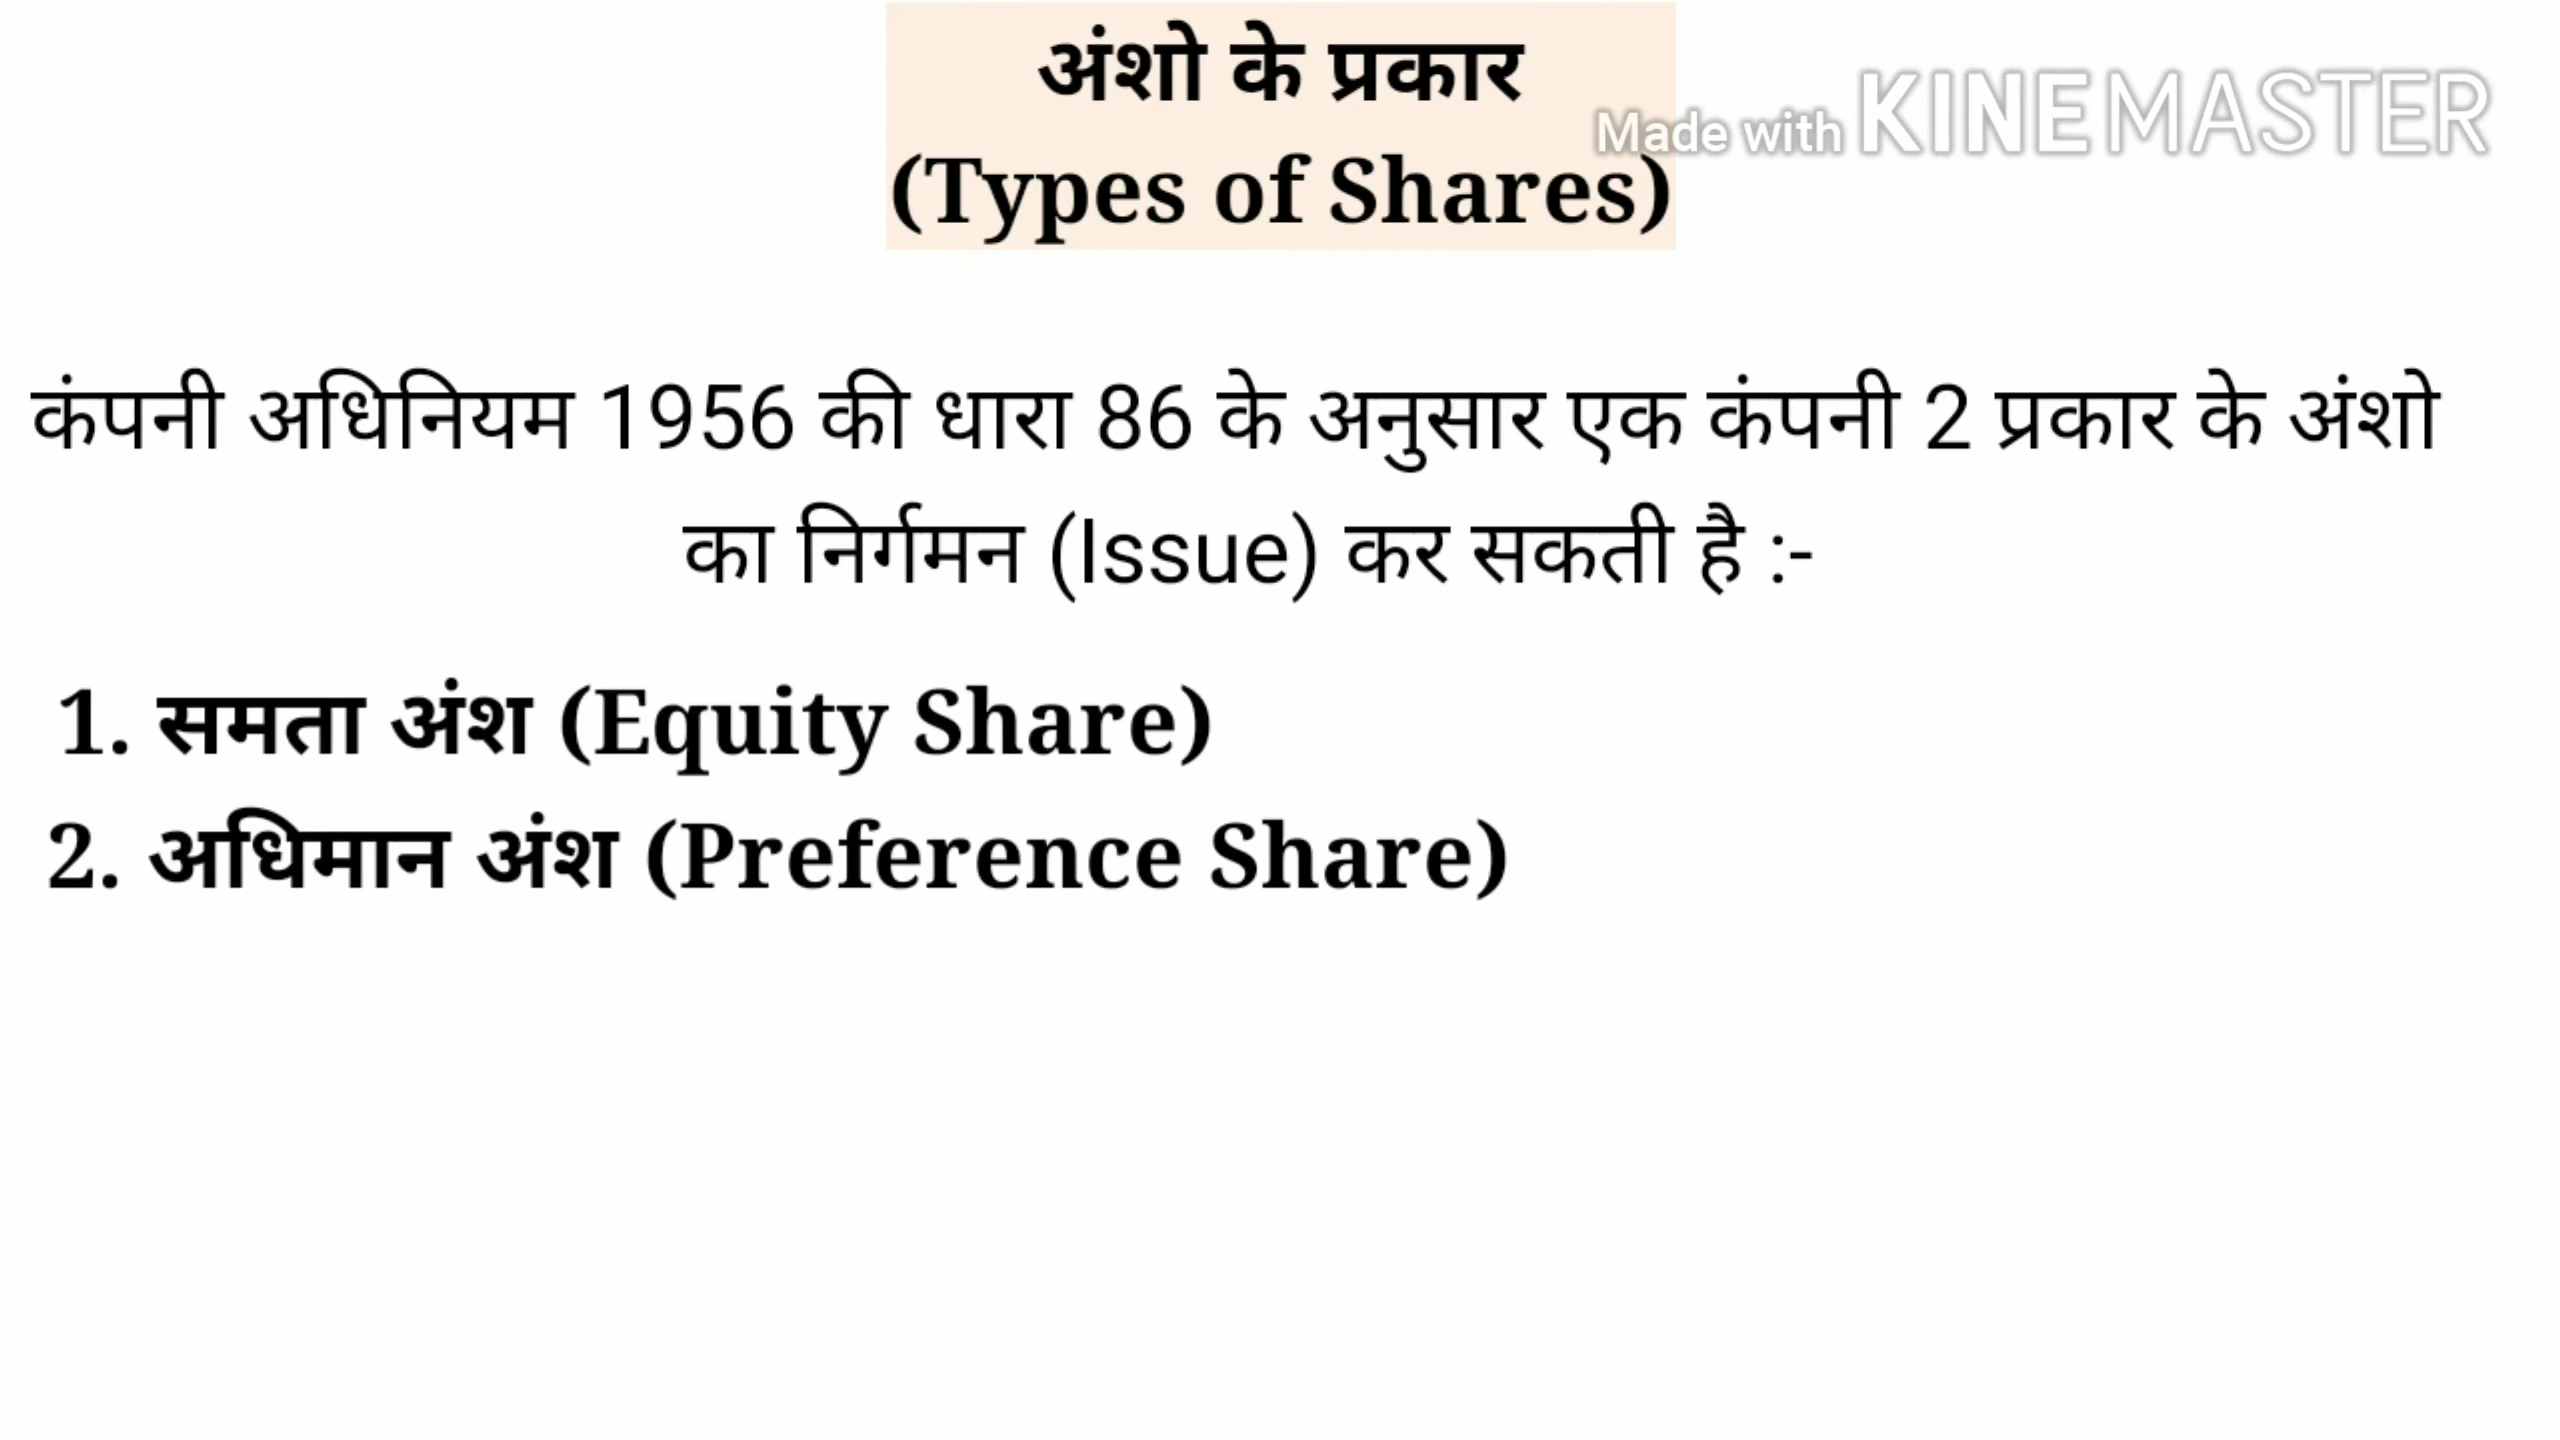 अंशो के प्रकार
Made with KINEMASTER
(Types of Shares)
कंपनी अधिनियम 1956 की धारा 86 के अनुसार एक कंपनी 2 प्रकार के अंशो
का निर्गमन (Issue) कर सकती है :-
1. समता अंश (Equity Share)
2. अधिमान अंश (Preference Share)